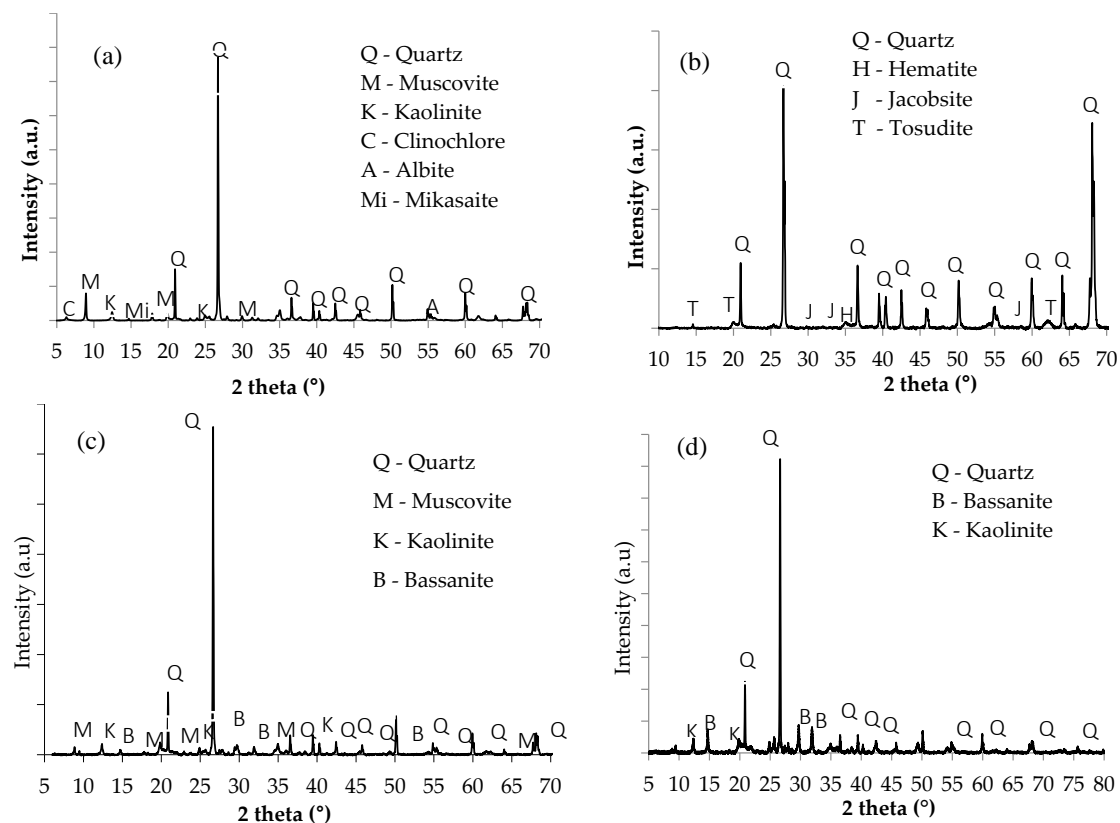 (a)
Q - Quartz
M - Muscovite
K - Kaolinite
C - Clinochlore
A - Albite
Mi - Mikasaite
Q
C M K Mi M Q K M Q Q Q Q Q A Q Q
Intensity (a.u.)
5 10 15 20 25 30 35 40 45 50 55 60 65 70
2 theta (°)
(b)
Q - Quartz
H - Hematite
J - Jacobsite
T - Tosudite
Q
Q
T T Q J J H Q Q Q Q Q Q J Q T Q
Intensity (a.u.)
10 15 20 25 30 35 40 45 50 55 60 65 70
2 theta (°)
(c)
Q - Quartz
M - Muscovite
K - Kaolinite
B - Bassanite
Q
Q
M K B M M K B B M Q K Q Q Q B Q Q Q M Q
Intensity (a.u)
5 10 15 20 25 30 35 40 45 50 55 60 65 70
2 theta (°)
(d)
Q - Quartz
B - Bassanite
K - Kaolinite
Q
Q
K B K B B Q Q Q Q Q Q Q
Intensity (a.u)
5 10 15 20 25 30 35 40 45 50 55 60 65 70 75 80
2 theta (°)